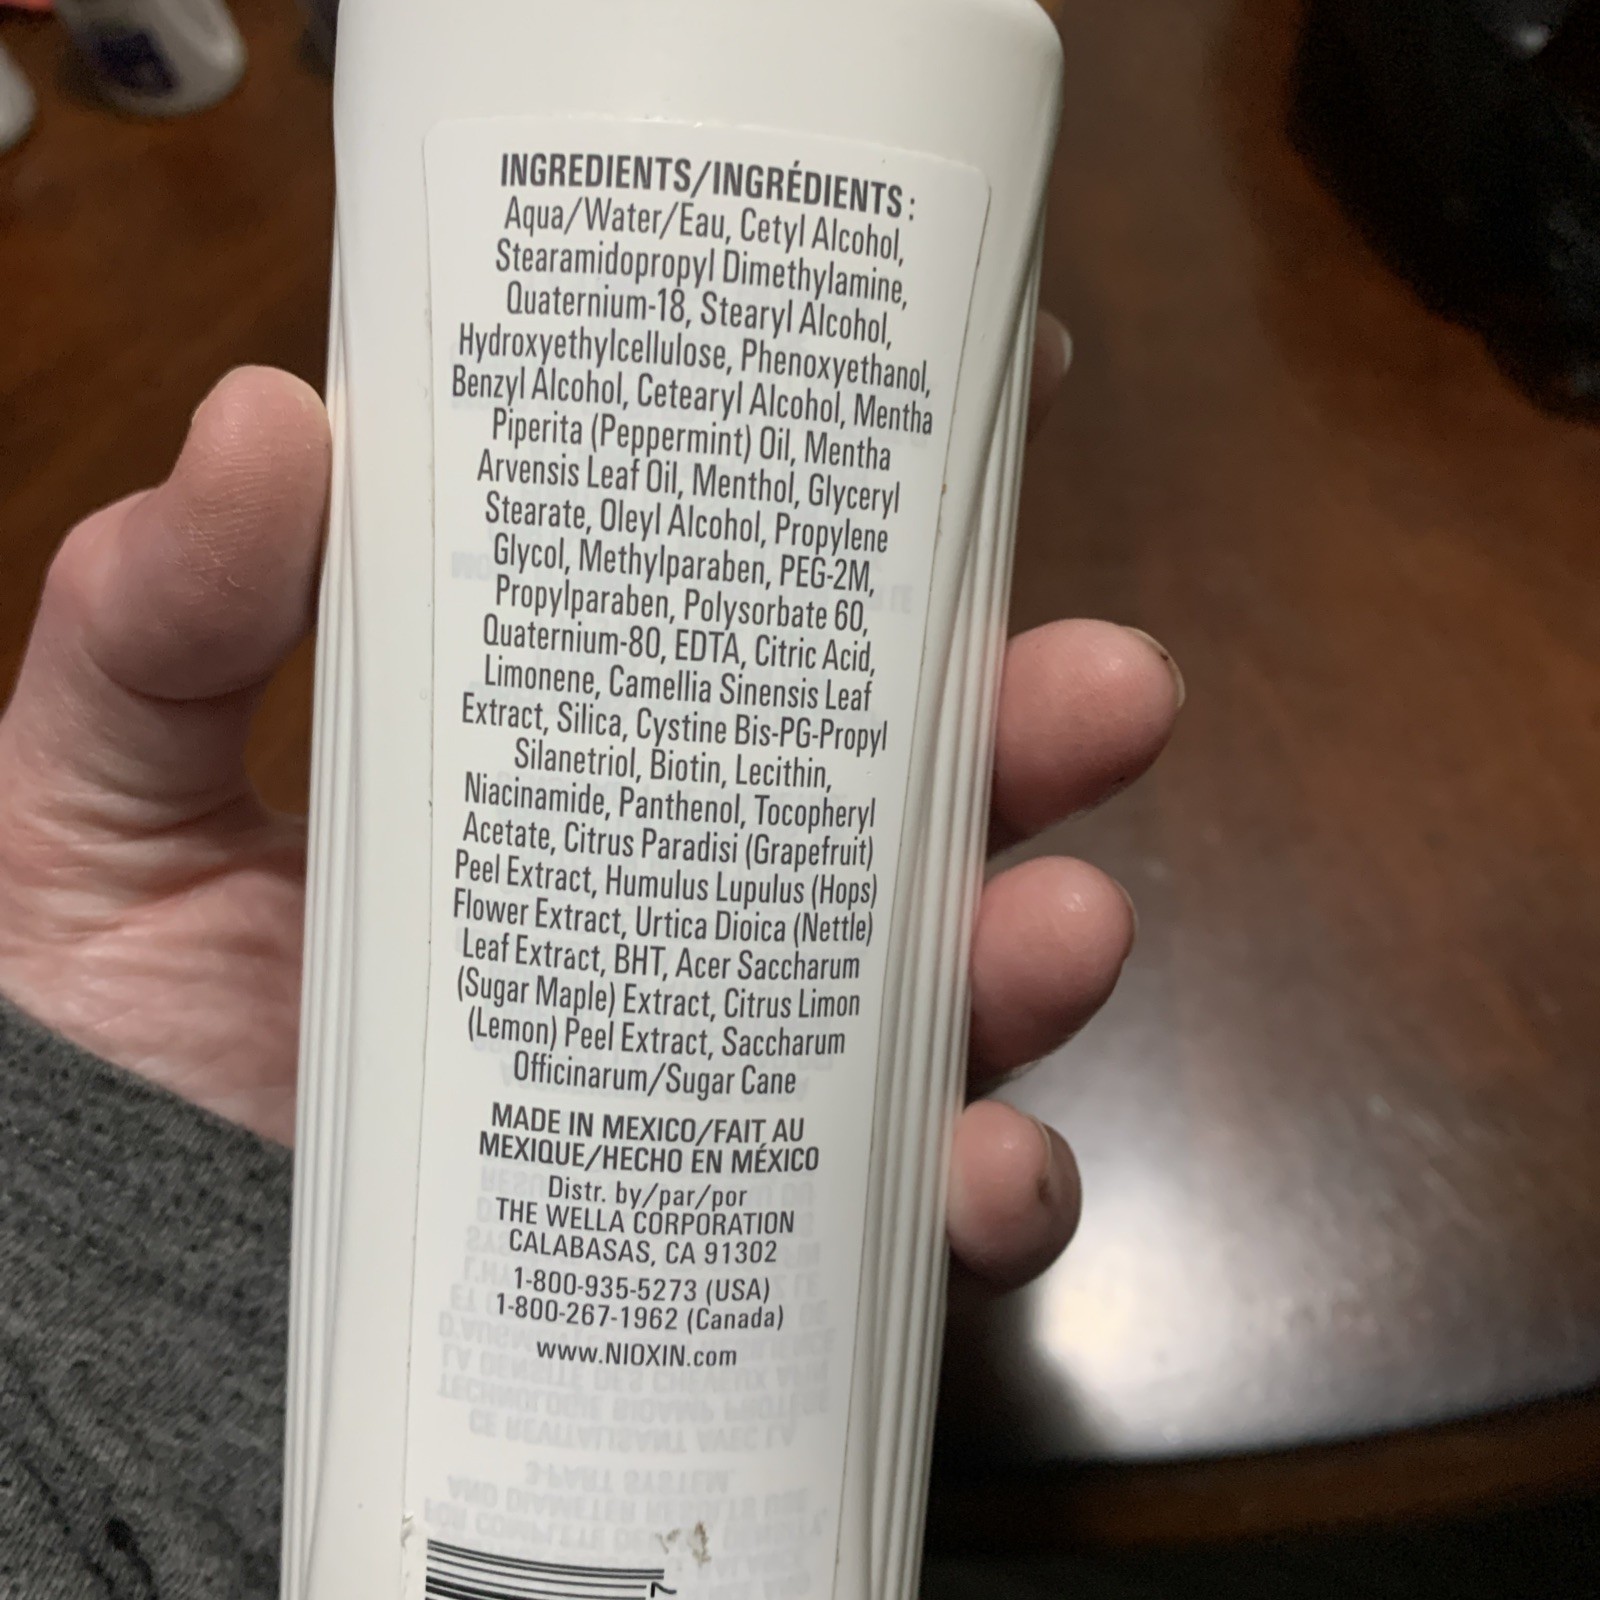 INGREDIENTS/INGRÉDIENTS :
Aqua/Water/Eau, Cetyl Alcohol,
Stearamidopropyl Dimethylamine,
Quaternium-18, Stearyl Alcohol,
Hydroxyethylcellulose, Phenoxyethanol,
Benzyl Alcohol, Cetearyl Alcohol, Mentha
Piperita (Peppermint) Oil, Mentha
Arvensis Leaf Oil, Menthol, Glyceryl
Stearate, Oleyl Alcohol, Propylene
Glycol, Methylparaben, PEG-2M,
Propylparaben, Polysorbate 60,
Quaternium-80, EDTA, Citric Acid,
Limonene, Camellia Sinensis Leaf
Extract, Silica, Cystine Bis-PG-Propyl
Silanetriol, Biotin, Lecithin,
Niacinamide, Panthenol, Tocopheryl
Acetate, Citrus Paradisi (Grapefruit)
Peel Extract, Humulus Lupulus (Hops)
Flower Extract, Urtica Dioica (Nettle)
Leaf Extract, BHT, Acer Saccharum
(Sugar Maple) Extract, Citrus Limon
(Lemon) Peel Extract, Saccharum
Officinarum/Sugar Cane
MADE IN MEXICO/FAIT AU
MEXIQUE/HECHO EN MÉXICO
Distr. by/par/por
THE WELLA CORPORATION
CALABASAS, CA 91302
1-800-935-5273 (USA)
1-800-267-1962 (Canada)
www.NIOXIN.com